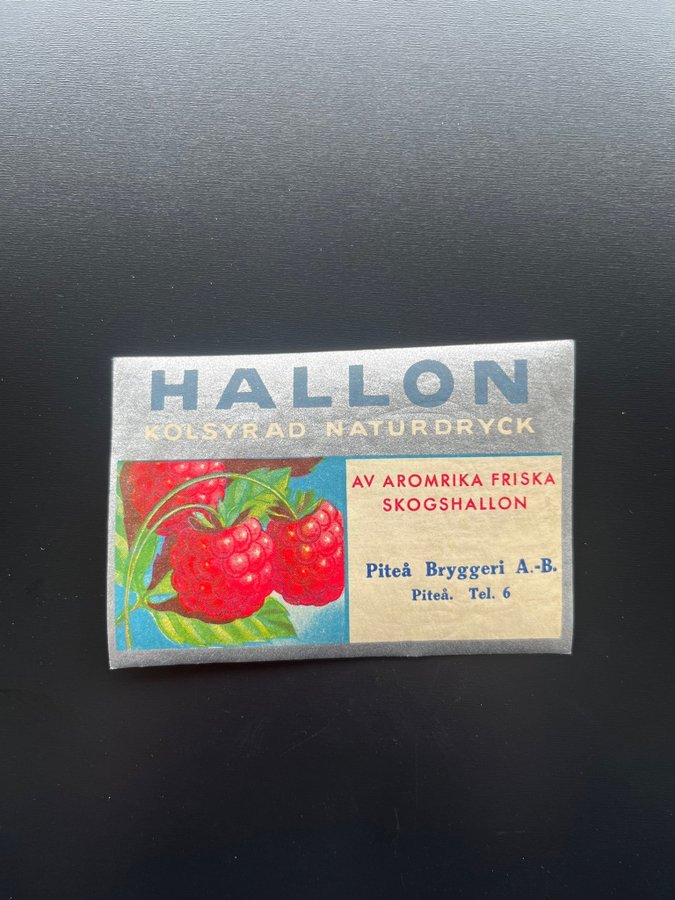 HALLON
KOLSYRAD NATURDRYCK
AV AROMRIKA FRISKA
SKOGSHALLON
Piteå Bryggeri A.-B.
Piteå. Tel. 6